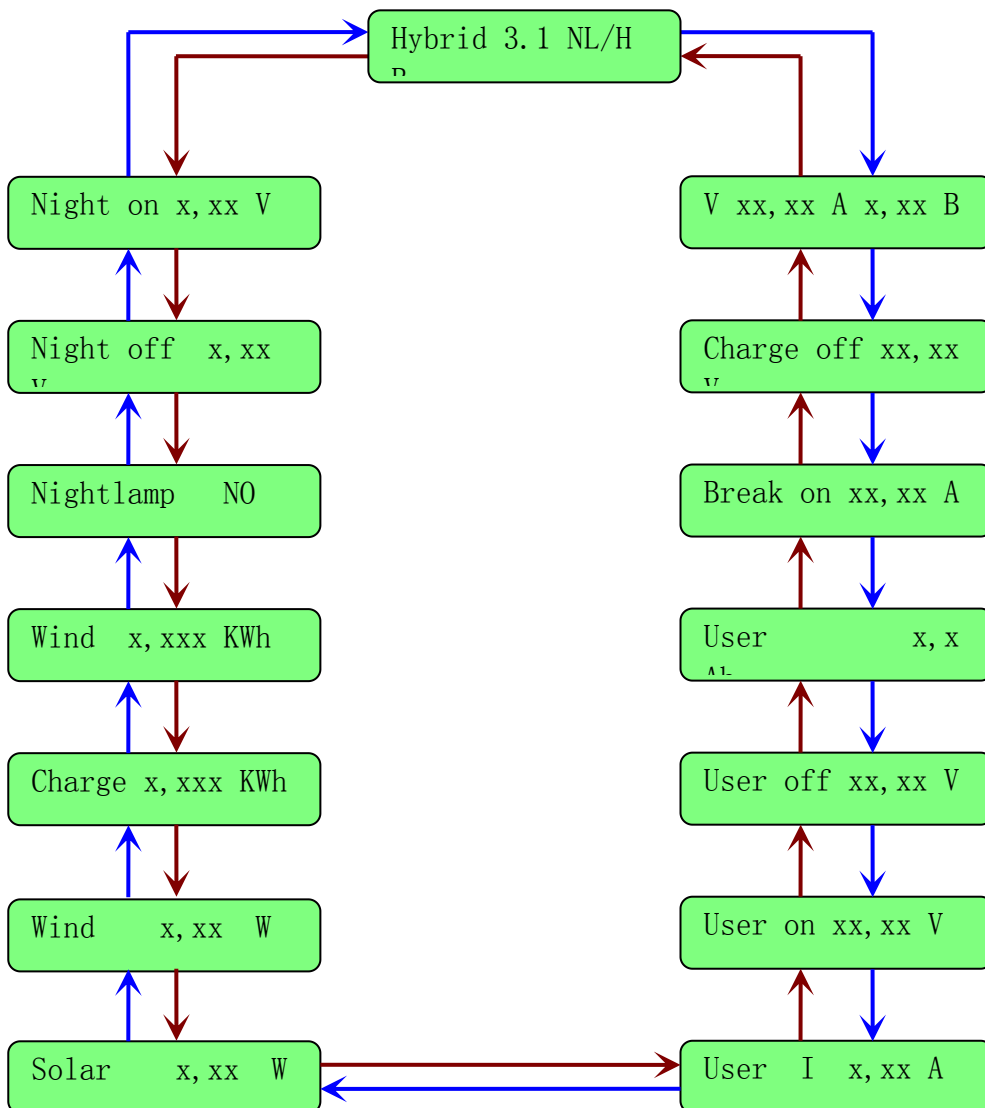 Hybrid 3.1 NL/H
Night on x,xx V
V xx,xx A x,xx B
Night off  x,xx
Charge off xx,xx
Nightlamp   NO
Break on xx,xx A
Wind  x,xxx KWh
User         x,x
Charge x,xxx KWh
User off xx,xx V
Wind    x,xx  W
User on xx,xx V
Solar    x,xx  W
User  I  x,xx A